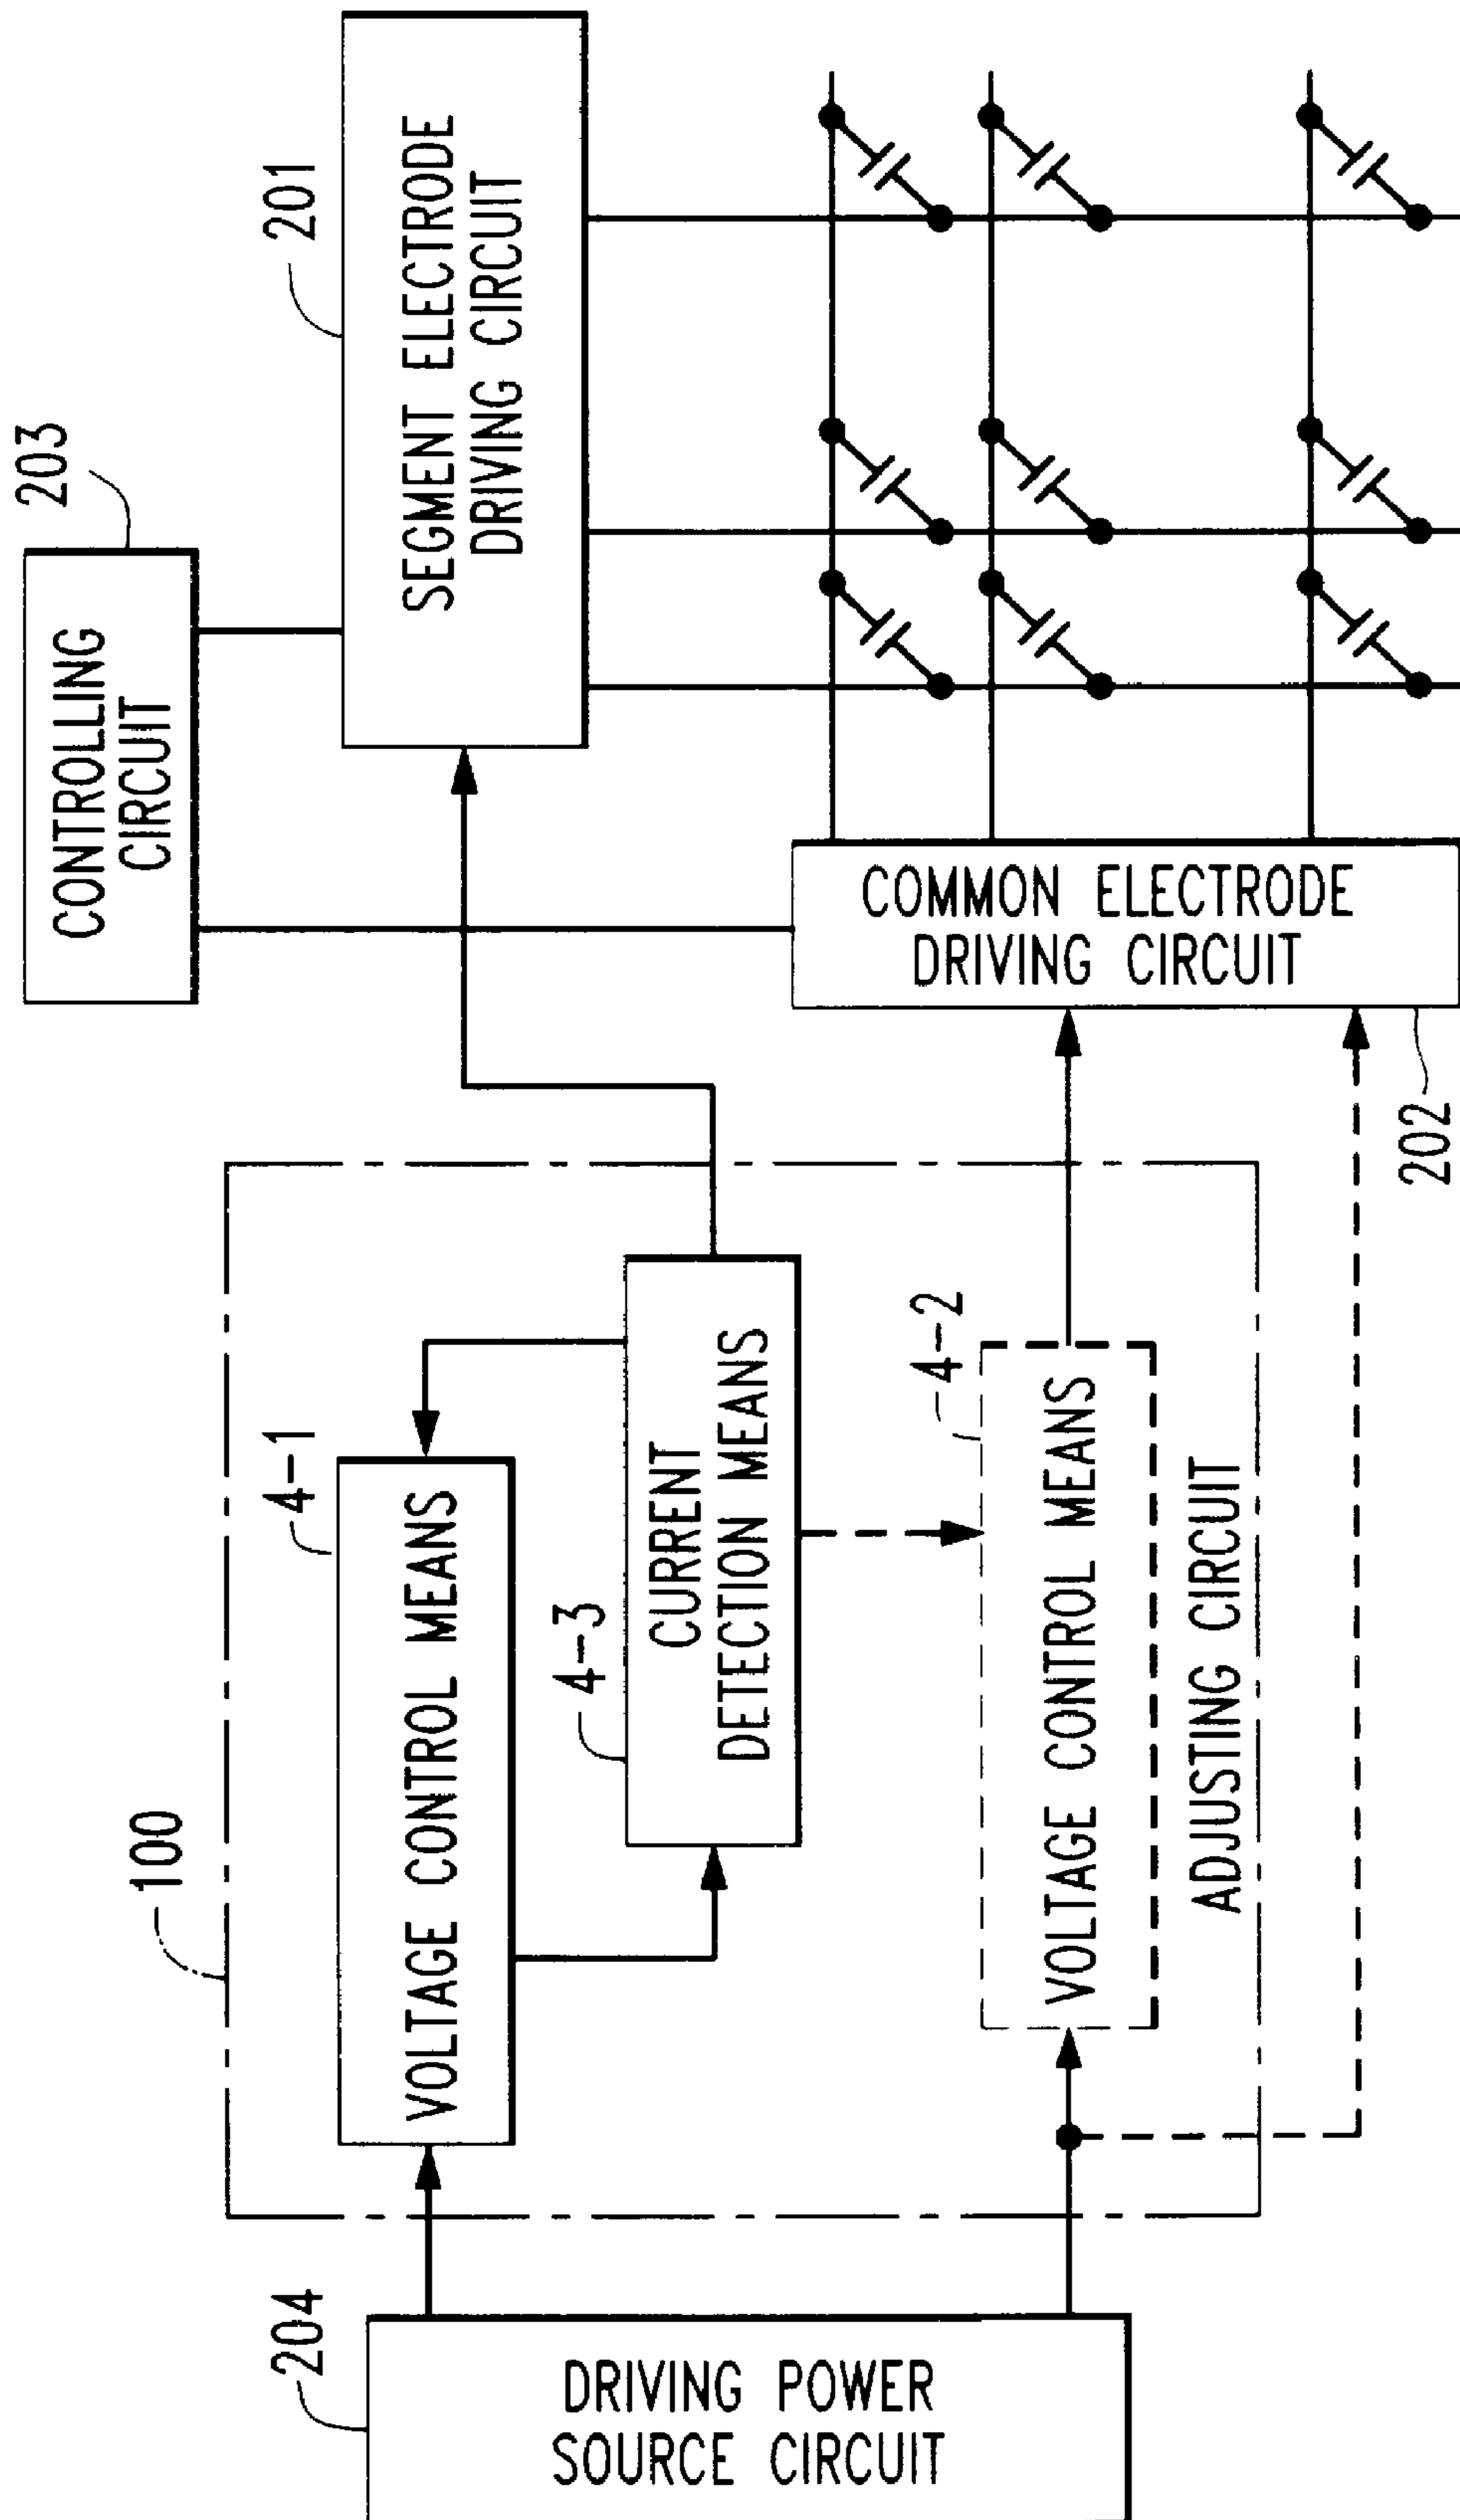 203
CONTROLLING
CIRCUIT
201
SEGMENT ELECTRODE
DRIVING CIRCUIT
COMMON ELECTRODE
DRIVING CIRCUIT
202
100
4-1
VOLTAGE CONTROL MEANS
4-3
CURRENT
DETECTION MEANS
4-2
VOLTAGE CONTROL MEANS
ADJUSTING CIRCUIT
204
DRIVING POWER
SOURCE CIRCUIT